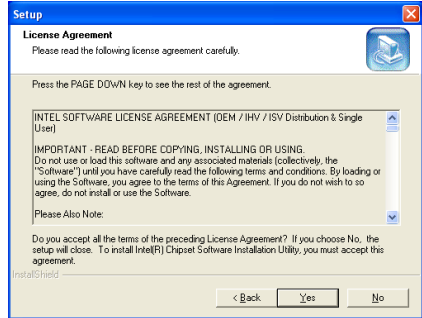 Setup
License Agreement
Please read the following license agreement carefully.
Press the PAGE DOWN key to see the rest of the agreement.
INTEL SOFTWARE LICENSE AGREEMENT (OEM / IHV / ISV Distribution & Single
User)
IMPORTANT - READ BEFORE COPYING, INSTALLING OR USING.
Do not use or load this software and any associated materials (collectively, the
"Software") until you have carefully read the following terms and conditions. By loading or
using the Software, you agree to the terms of this Agreement. If you do not wish to so
agree, do not install or use the Software.
Please Also Note:
Do you accept all the terms of the preceding License Agreement? If you choose No, the
setup will close. To install Intel(R) Chipset Software Installation Utility, you must accept this
agreement.
InstallShield
< Back Yes No